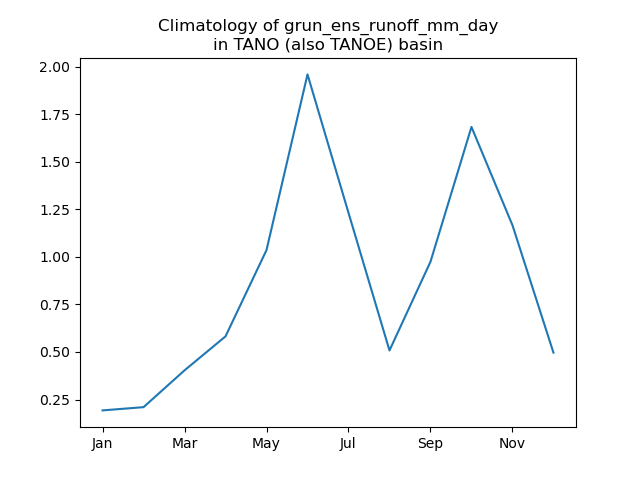 Climatology of grun_ens_runoff_mm_day
in TANO (also TANOE) basin
2.00
1.75
1.50
1.25
1.00
0.75
0.50
0.25
Jan
Mar
May
Jul
Sep
Nov